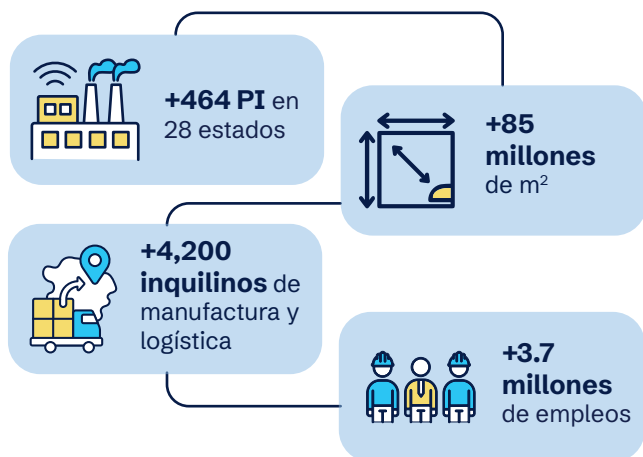 +464 PI en
28 estados
+85
millones
de m²
+4,200
inquilinos de
manufactura y
logística
+3.7
millones
de empleos